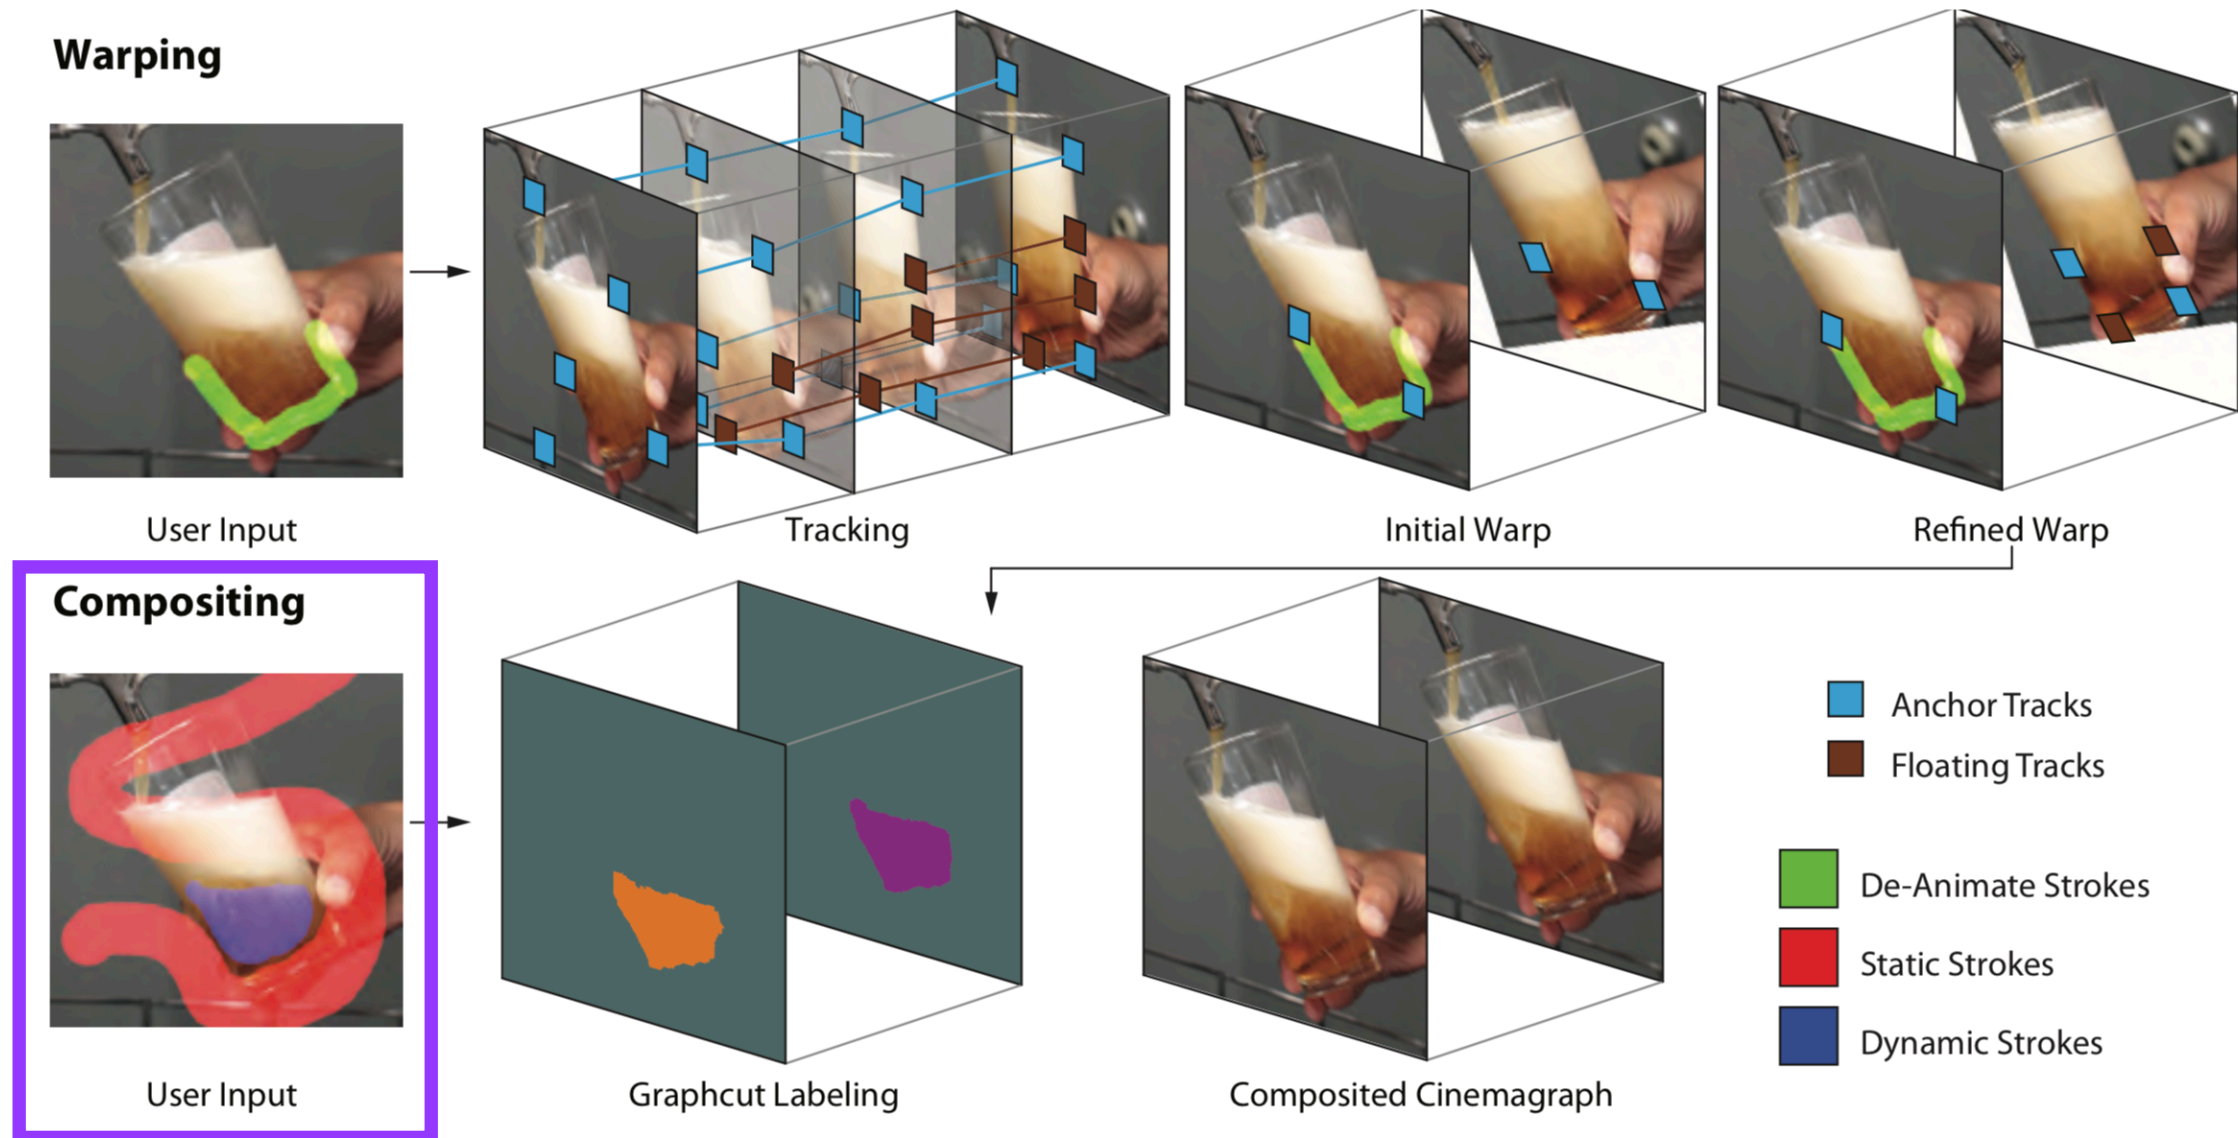 Warping
User Input
Tracking
Initial Warp
Refined Warp
Compositing
User Input
Graphcut Labeling
Composited Cinemagraph
Anchor Tracks
Floating Tracks
De-Animate Strokes
Static Strokes
Dynamic Strokes